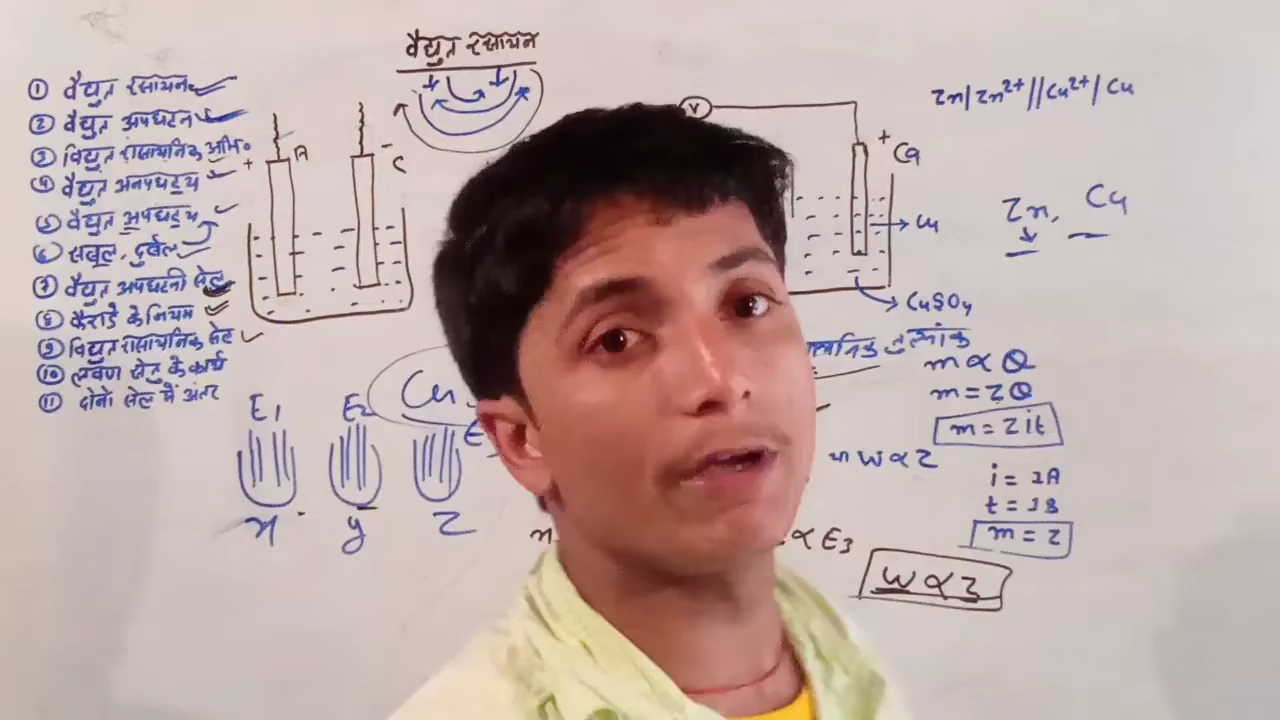 वैद्युत रसायन
① वैद्युत रसायन
② वैद्युत अपघटन
③ विद्युत रासायनिक अभि०
④ वैद्युत अनपघट्य
⑤ वैद्युत अपघट्य
⑥ सबल, दुर्बल
⑦ वैद्युत अपघटनी सेल
⑧ फैराडे के नियम
⑨ विद्युत रासायनिक सेल
⑩ लवण सेतु के कार्य
⑪ दोनो सेल में अंतर
+ A
- C
V
+ Cu
Cu
CuSO4
Zn/Zn²⁺//Cu²⁺/Cu
Zn, Cu
तुल्यांक
m ∝ Q
m = ZQ
m = Zit
i = 1A
t = 1s
m = Z
E1 E2
Cu
x y z
W ∝ Z
∝ E3
W ∝ Z